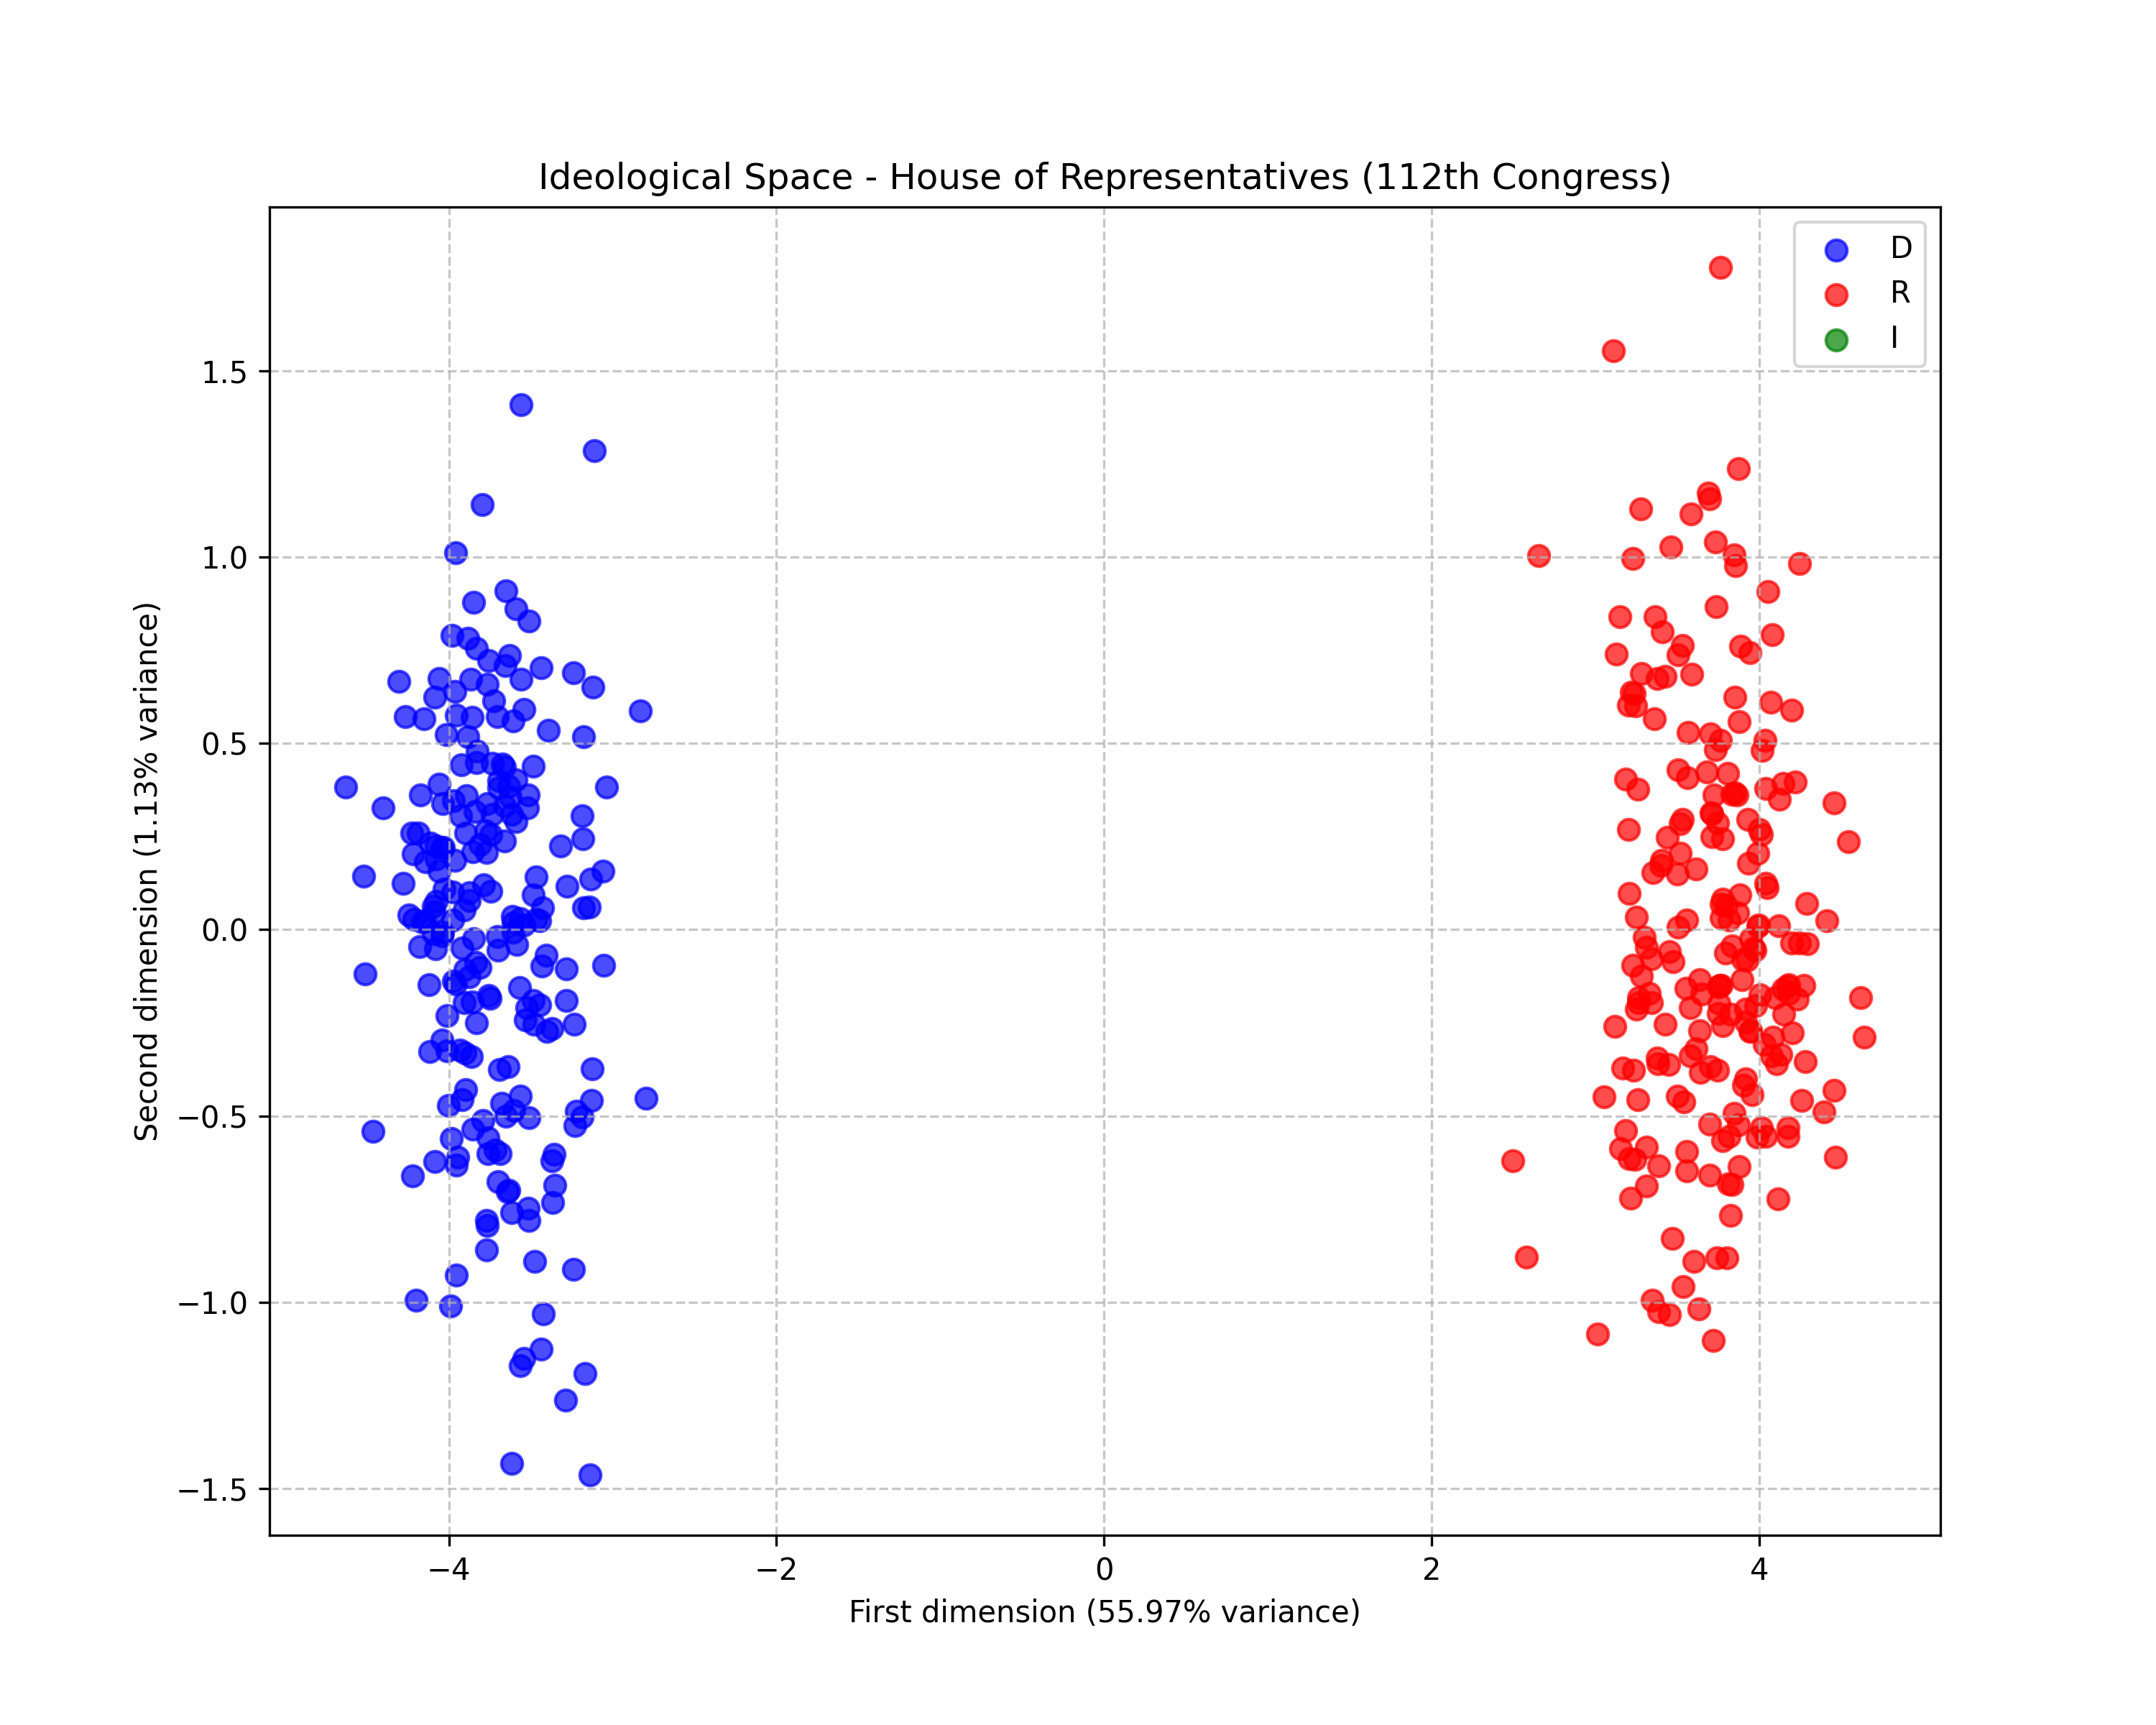 Ideological Space - House of Representatives (112th Congress)
D
R
I
1.5
1.0
0.5
0.0
−0.5
−1.0
−1.5
Second dimension (1.13% variance)
−4
−2
0
2
4
First dimension (55.97% variance)